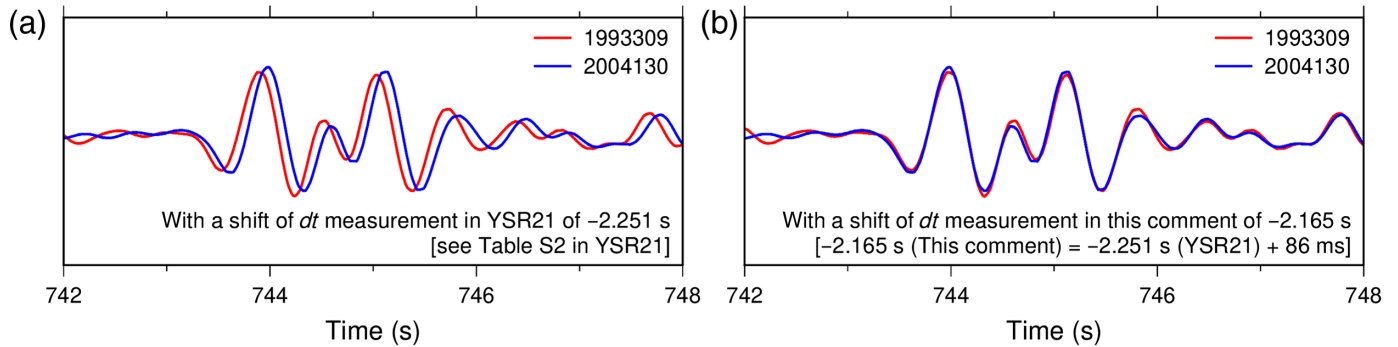 (a)
1993309
2004130
With a shift of dt measurement in YSR21 of −2.251 s
[see Table S2 in YSR21]
742 744 746 748
Time (s)
(b)
1993309
2004130
With a shift of dt measurement in this comment of −2.165 s
[−2.165 s (This comment) = −2.251 s (YSR21) + 86 ms]
742 744 746 748
Time (s)